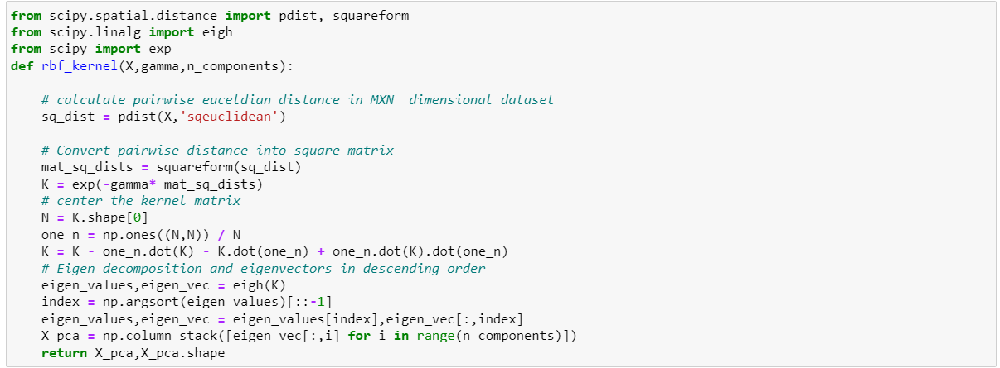 from scipy.spatial.distance import pdist, squareform
from scipy.linalg import eigh
from scipy import exp
def rbf_kernel(X,gamma,n_components):
    # calculate pairwise euceldian distance in MXN  dimensional dataset
    sq_dist = pdist(X,'sqeuclidean')
    # Convert pairwise distance into square matrix
    mat_sq_dists = squareform(sq_dist)
    K = exp(-gamma* mat_sq_dists)
    # center the kernel matrix
    N = K.shape[0]
    one_n = np.ones((N,N)) / N
    K = K - one_n.dot(K) - K.dot(one_n) + one_n.dot(K).dot(one_n)
    # Eigen decomposition and eigenvectors in descending order
    eigen_values,eigen_vec = eigh(K)
    index = np.argsort(eigen_values)[::-1]
    eigen_values,eigen_vec = eigen_values[index],eigen_vec[:,index]
    X_pca = np.column_stack([eigen_vec[:,i] for i in range(n_components)])
    return X_pca,X_pca.shape